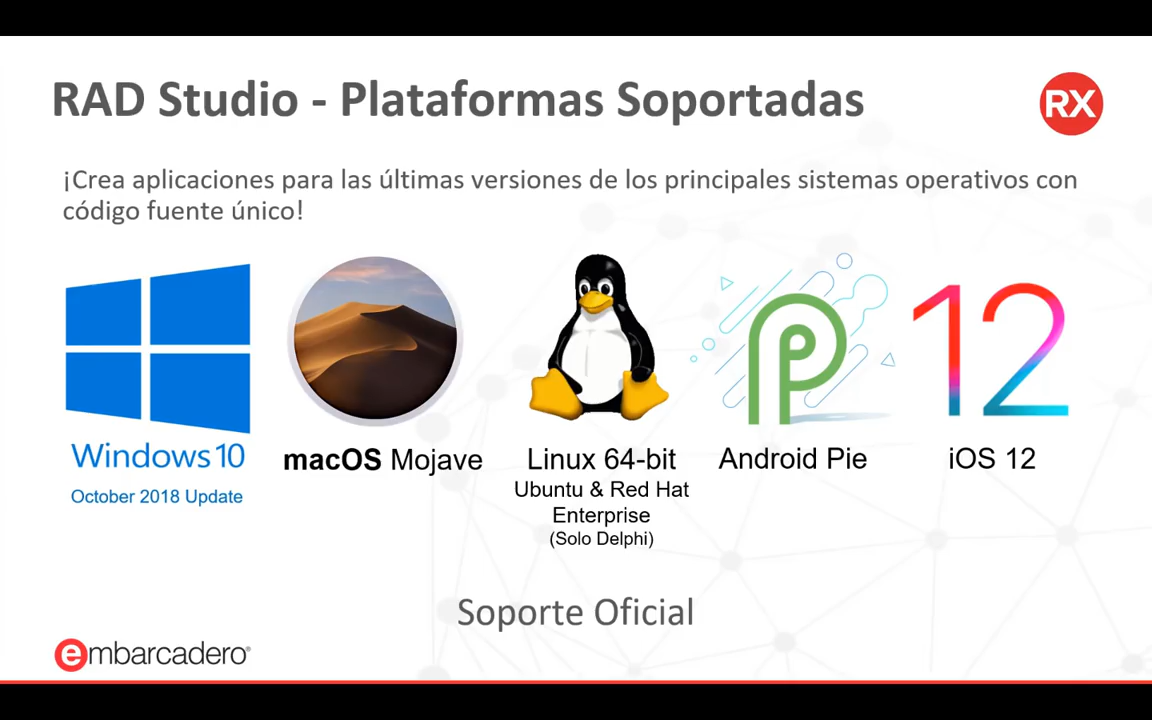 RAD Studio - Plataformas Soportadas
RX
¡Crea aplicaciones para las últimas versiones de los principales sistemas operativos con
código fuente único!
12
Windows 10
October 2018 Update
macOS Mojave
Linux 64-bit
Ubuntu & Red Hat
Enterprise
(Solo Delphi)
Android Pie
iOS 12
Soporte Oficial
embarcadero®